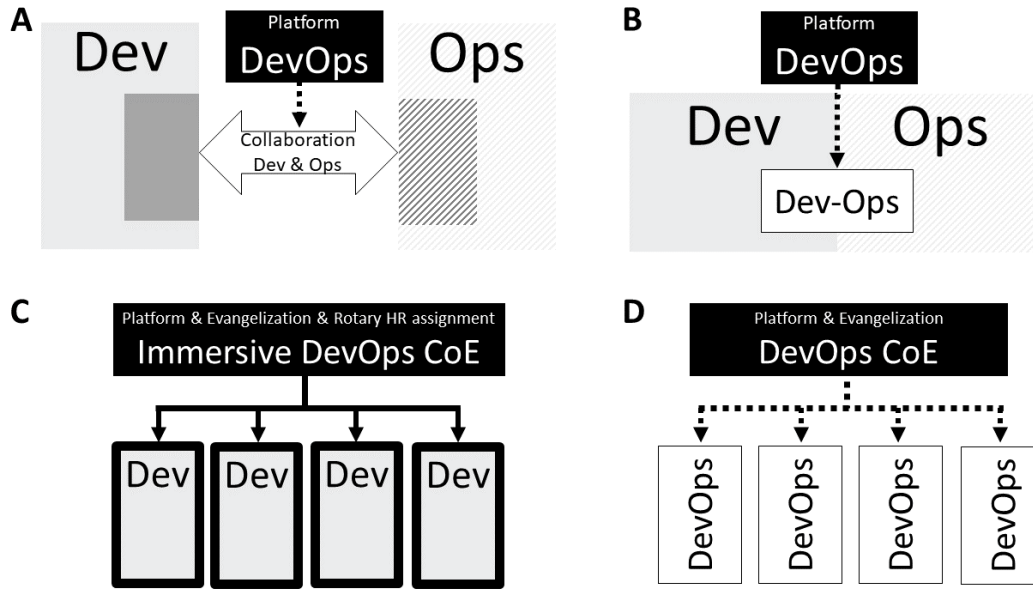 A
Dev
Platform
DevOps
Ops
Collaboration
Dev & Ops
B
Platform
DevOps
Dev
Ops
Dev-Ops
C
Platform & Evangelization & Rotary HR assignment
Immersive DevOps CoE
Dev
Dev
Dev
Dev
D
Platform & Evangelization
DevOps CoE
DevOps
DevOps
DevOps
DevOps